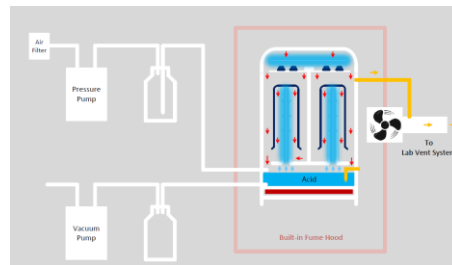 Air
Filter
Pressure
Pump
To
Lab Vent System
Acid
Vacuum
Pump
Built-in Fume Hood